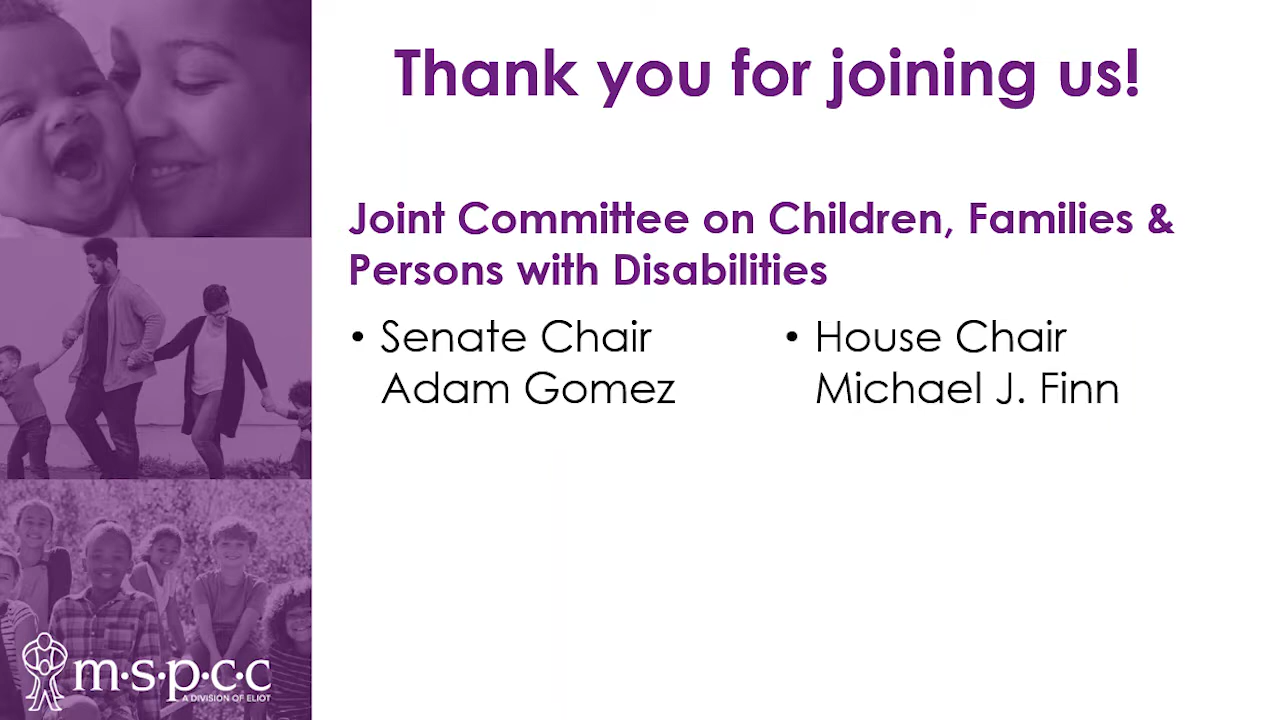 Thank you for joining us!
Joint Committee on Children, Families &
Persons with Disabilities
• Senate Chair
Adam Gomez
• House Chair
Michael J. Finn
m·s·p·c·c
A DIVISION OF ELIOT